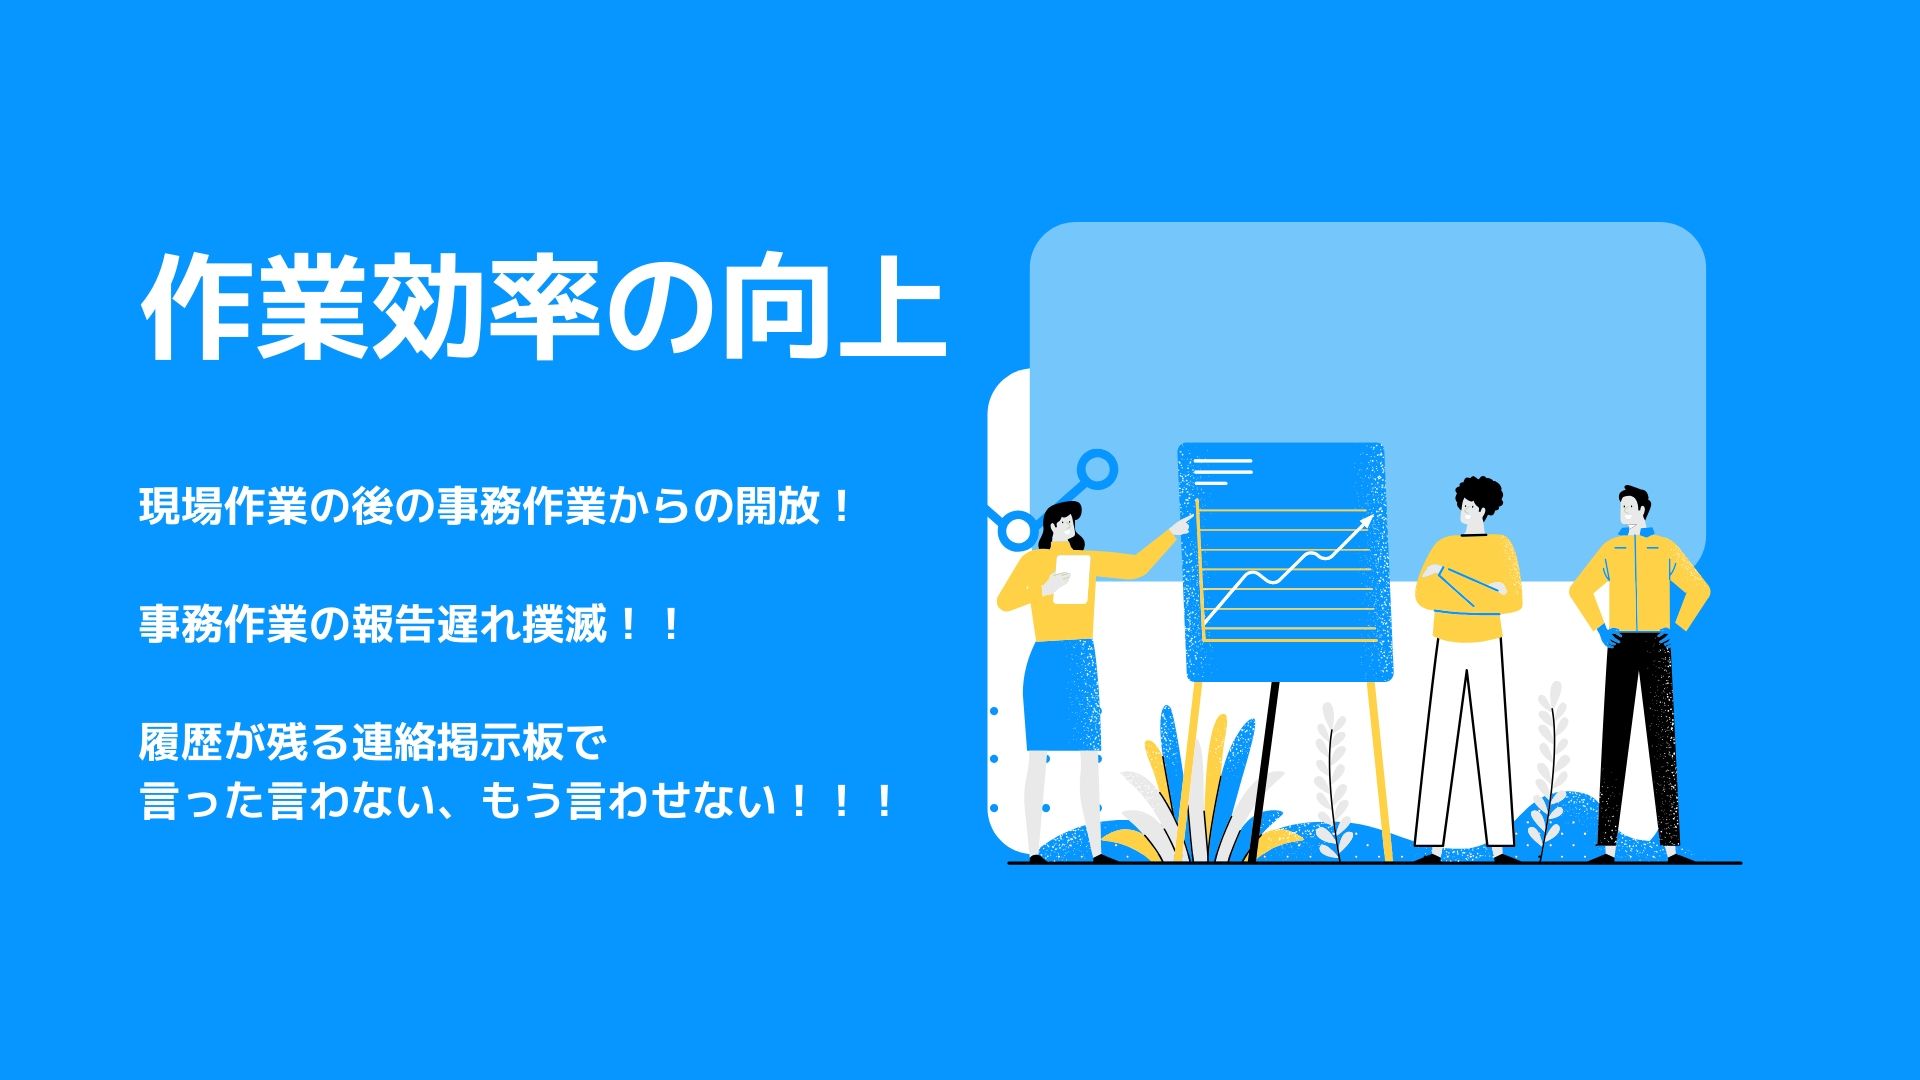 作業効率の向上
現場作業の後の事務作業からの開放！
事務作業の報告遅れ撲滅！！
履歴が残る連絡掲示板で
言った言わない、もう言わせない！！！